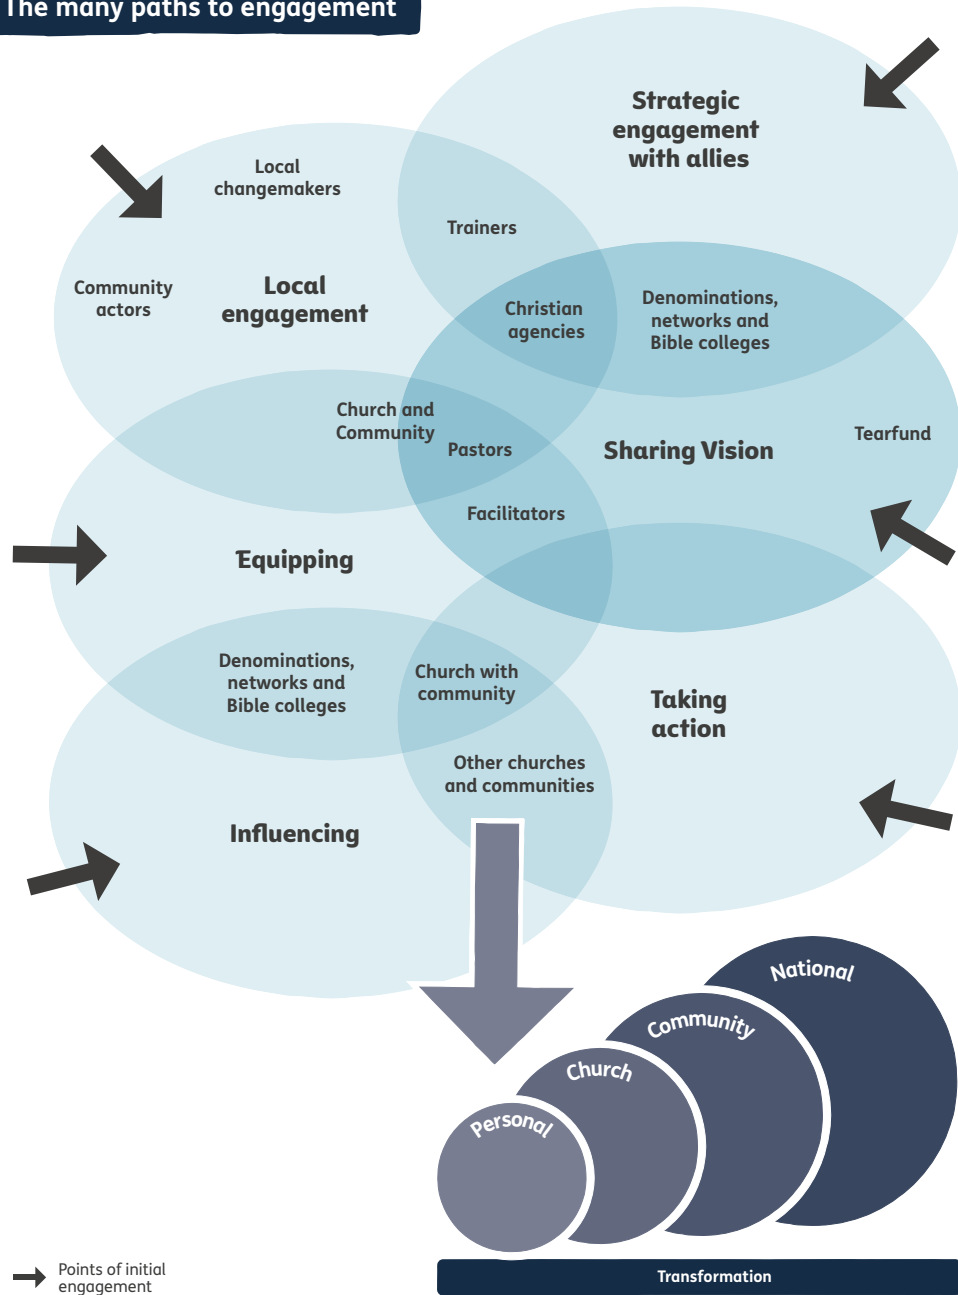 The many paths to engagement
Strategic
engagement
with allies
Local
changemakers
Trainers
Community
actors
Local
engagement
Christian
agencies
Denominations,
networks and
Bible colleges
Church and
Community
Pastors
Sharing Vision
Tearfund
Facilitators
Equipping
Denominations,
networks and
Bible colleges
Church with
community
Taking
action
Other churches
and communities
Influencing
National
Community
Church
Personal
Points of initial
engagement
Transformation